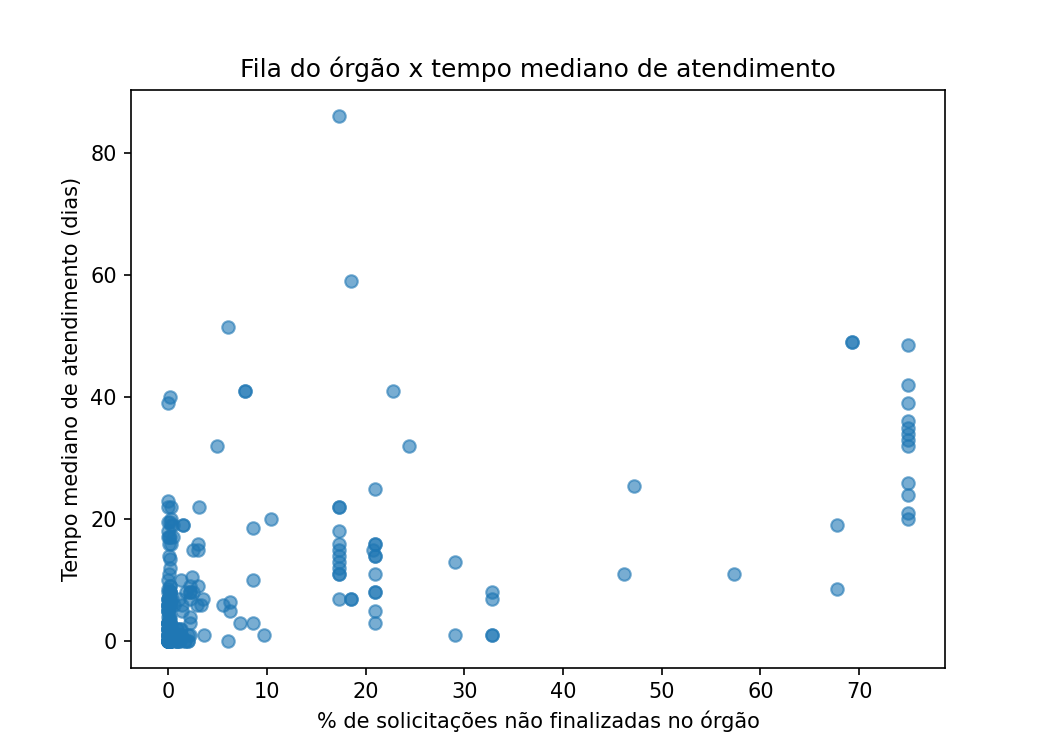 Fila do órgão x tempo mediano de atendimento
Tempo mediano de atendimento (dias)
80
60
40
20
0
0 10 20 30 40 50 60 70
% de solicitações não finalizadas no órgão